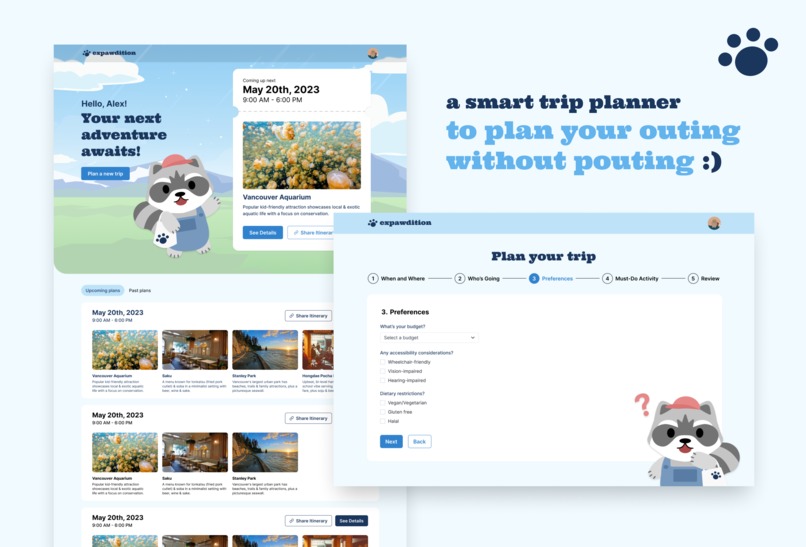 expawdition
Hello, Alex!
Your next
adventure
awaits!
Plan a new trip
Coming up next
May 20th, 2023
9:00 AM - 6:00 PM
Vancouver Aquarium
Popular kid-friendly attraction showcases local & exotic
aquatic life with a focus on conservation.
See Details
Share Itinerar
a smart trip planner
to plan your outing
without pouting :)
expawdition
Plan your trip
1 When and Where
2 Who's Going
3 Preferences
4 Must-Do Activity
5 Review
3. Preferences
What's your budget?
Select a budget
Any accessibility considerations?
Wheelchair-friendly
Vision-impaired
Hearing-impaired
Dietary restrictions?
Vegan/Vegetarian
Gluten free
Halal
Next
Back
?
Upcoming plans
Past plans
May 20th, 2023
9:00 AM - 6:00 PM
Share Itinerary
Vancouver Aquarium
Popular kid-friendly attraction
showcases local & exotic aquatic
life with a focus on conservation.
Saku
A menu known for tonkatsu (fried pork
cutlet) & saka in a minimalist setting with
beer, wine & sake.
Stanley Park
Vancouver's largest urban park has
beaches, trails & family attractions, plus a
picturesque seawall.
Hongdae Pocha
May 20th, 2023
9:00 AM - 6:00 PM
Share Itinerary
Vancouver Aquarium
Popular kid-friendly attraction
showcases local & exotic aquatic
life with a focus on conservation.
Saku
A menu known for tonkatsu (fried pork
cutlet) & saka in a minimalist setting with
beer, wine & sake.
Stanley Park
Vancouver's largest urban park has
beaches, trails & family attractions, plus a
picturesque seawall.
May 20th, 2023
9:00 AM - 6:00 PM
Share Itinerary
See Details